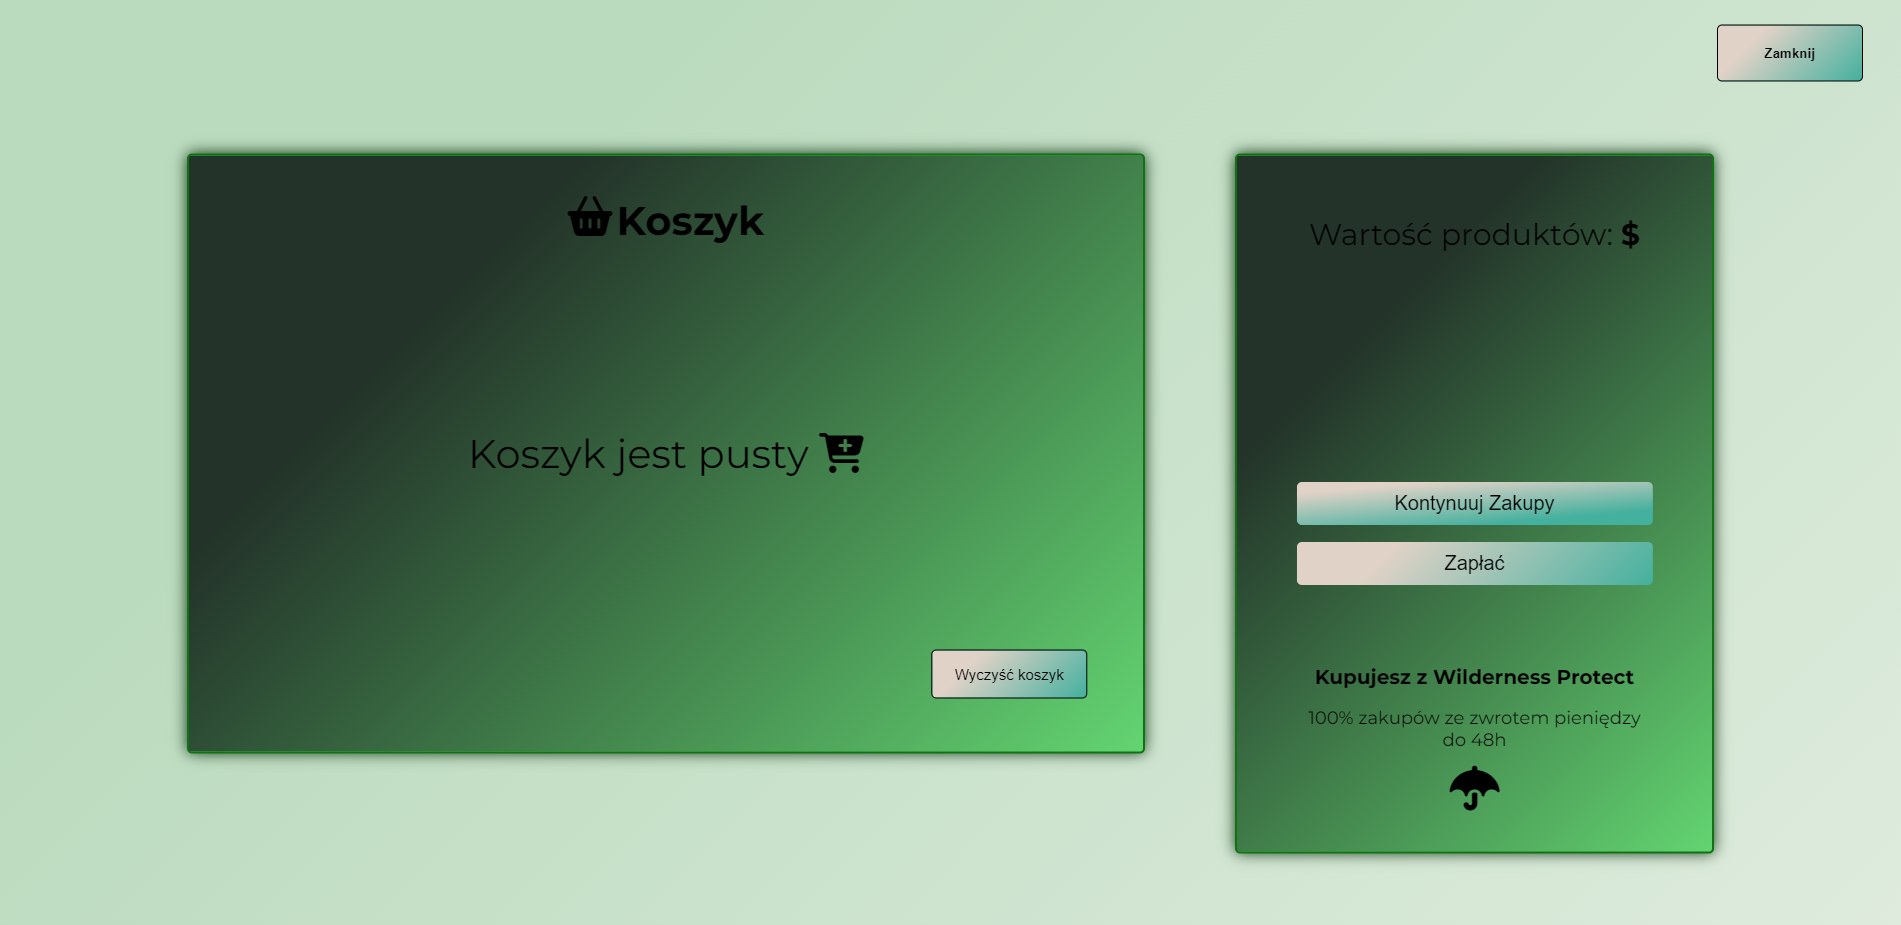 Zamknij
Koszyk
Koszyk jest pusty
Wyczyść koszyk
Wartość produktów: $
Kontynuuj Zakupy
Zapłać
Kupujesz z Wilderness Protect
100% zakupów ze zwrotem pieniędzy
do 48h